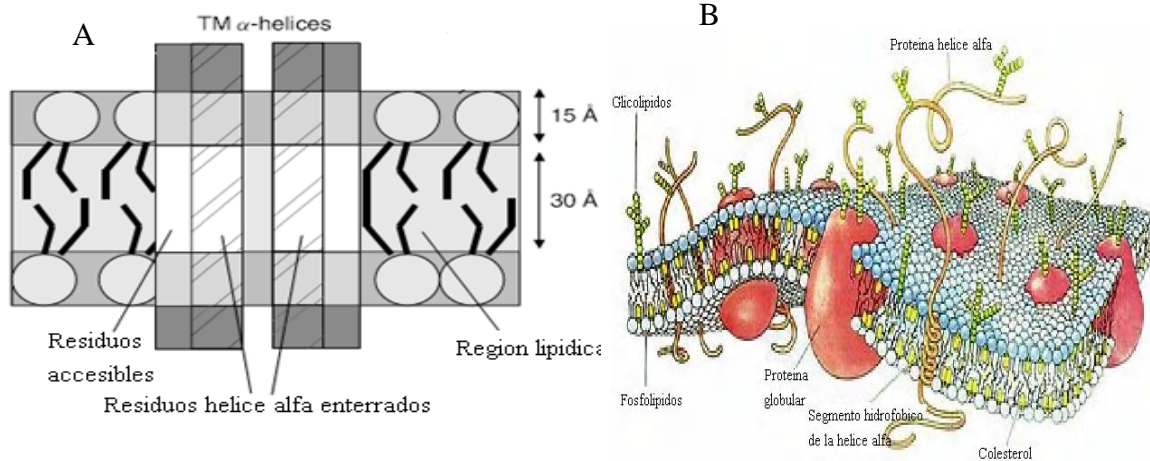 A
TM α-helices
15 Å
30 Å
Residuos
accesibles
Region lipidica
Residuos helice alfa enterrados
B
Proteina helice alfa
Glicolipidos
Fosfolipidos
Proteina
globular
Segmento hidrofobico
de la helice alfa
Colesterol